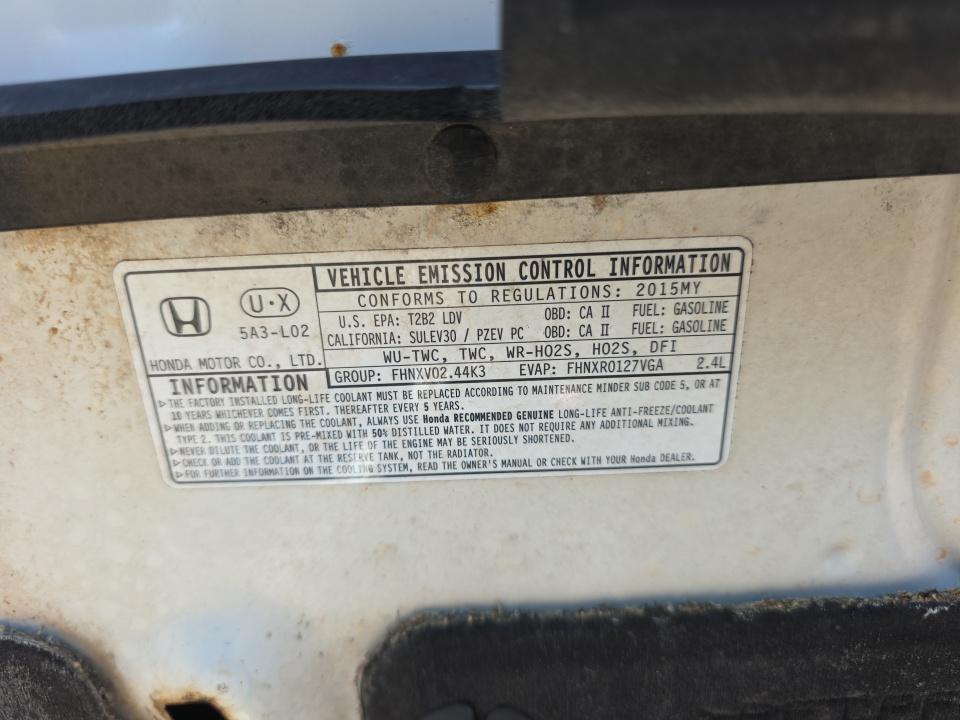 VEHICLE EMISSION CONTROL INFORMATION
CONFORMS TO REGULATIONS: 2015MY
U.S. EPA: T2B2 LDV OBD: CA II FUEL: GASOLINE
CALIFORNIA: SULEV30 / PZEV PC OBD: CA II FUEL: GASOLINE
WU-TWC, TWC, WR-HO2S, HO2S, DFI
GROUP: FHNXV02.44K3 EVAP: FHNXR0127VGA 2.4L
U·X
5A3-L02
HONDA MOTOR CO., LTD.
INFORMATION
▷THE FACTORY INSTALLED LONG-LIFE COOLANT MUST BE REPLACED ACCORDING TO MAINTENANCE MINDER SUB CODE 5, OR AT
10 YEARS WHICHEVER COMES FIRST. THEREAFTER EVERY 5 YEARS.
▷WHEN ADDING OR REPLACING THE COOLANT, ALWAYS USE Honda RECOMMENDED GENUINE LONG-LIFE ANTI-FREEZE/COOLANT
TYPE 2. THIS COOLANT IS PRE-MIXED WITH 50% DISTILLED WATER. IT DOES NOT REQUIRE ANY ADDITIONAL MIXING.
▷NEVER DILUTE THE COOLANT, OR THE LIFE OF THE ENGINE MAY BE SERIOUSLY SHORTENED.
▷CHECK OR ADD THE COOLANT AT THE RESERVE TANK, NOT THE RADIATOR.
▷FOR FURTHER INFORMATION ON THE COOLING SYSTEM, READ THE OWNER'S MANUAL OR CHECK WITH YOUR Honda DEALER.